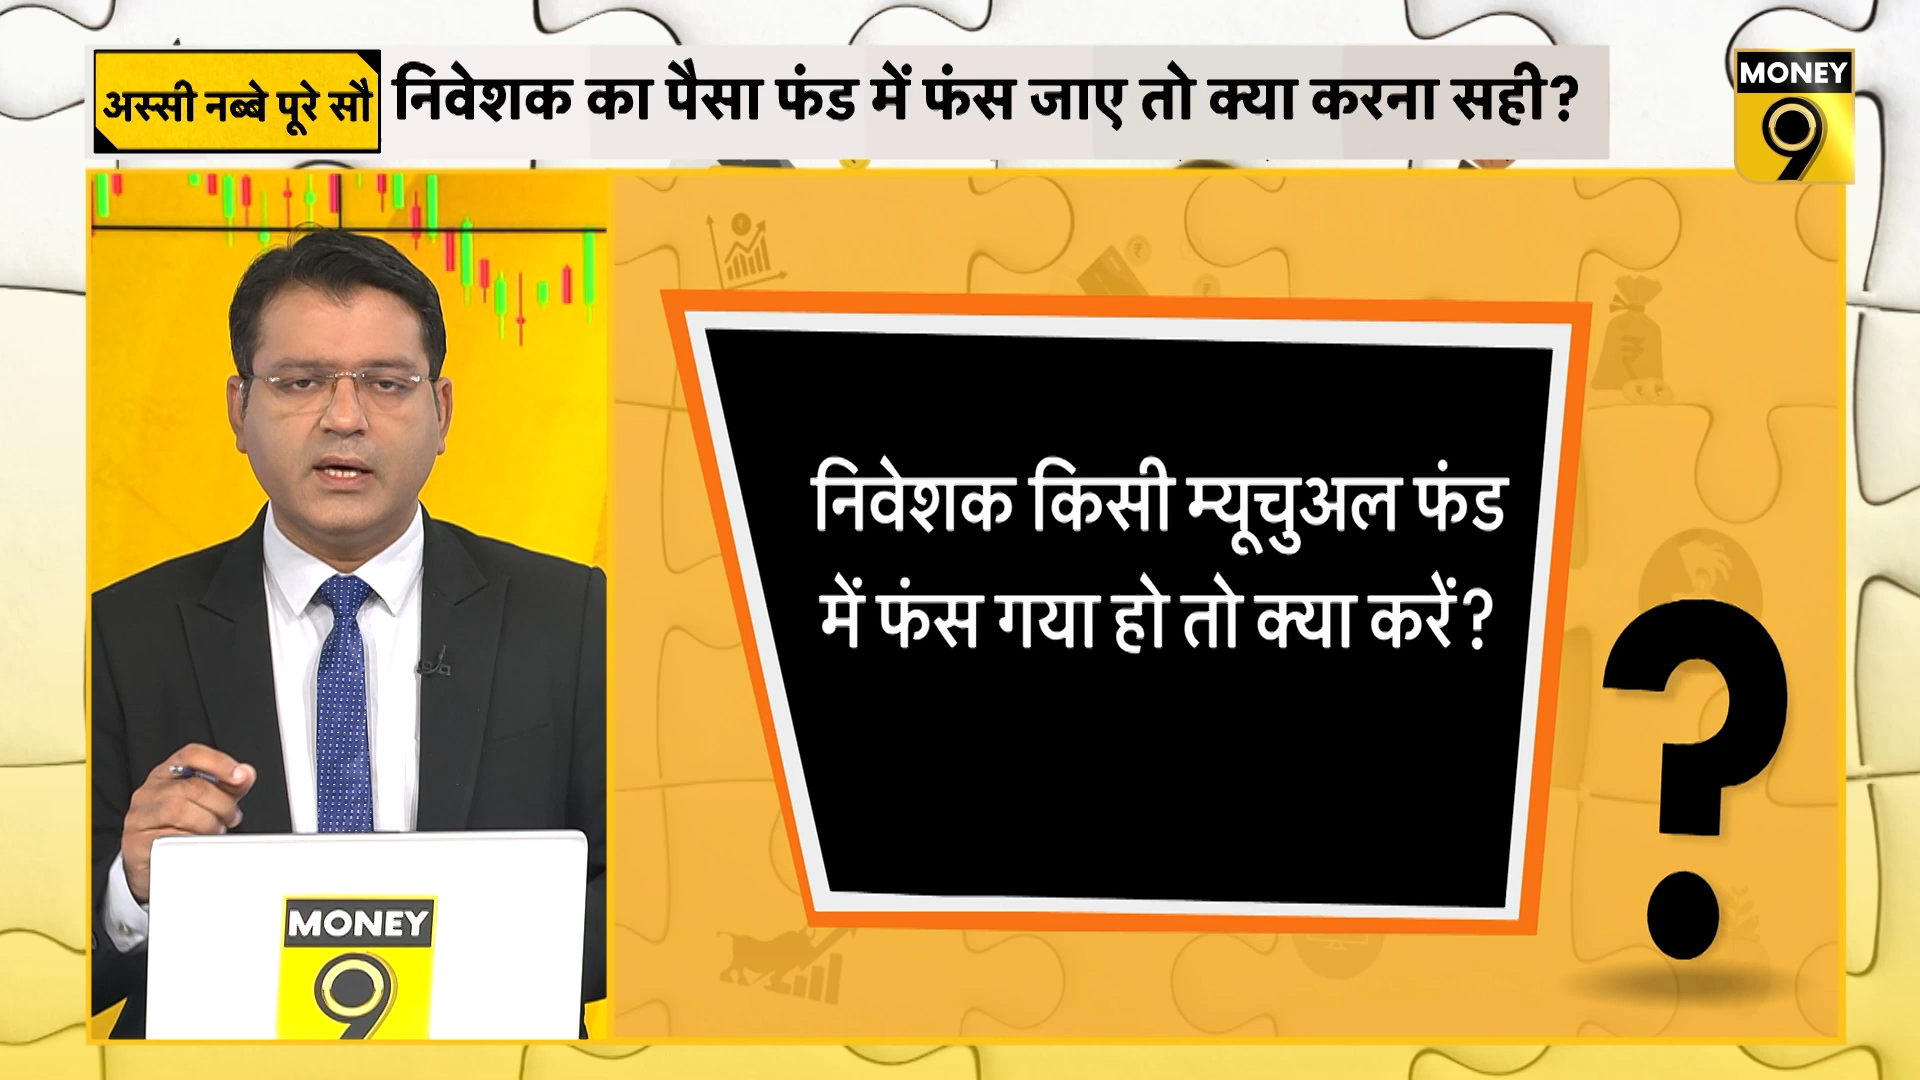 अस्सी नब्बे पूरे सौ
निवेशक का पैसा फंड में फंस जाए तो क्या करना सही?
MONEY
9
निवेशक किसी म्यूचुअल फंड
में फंस गया हो तो क्या करें?
?
MONEY
9